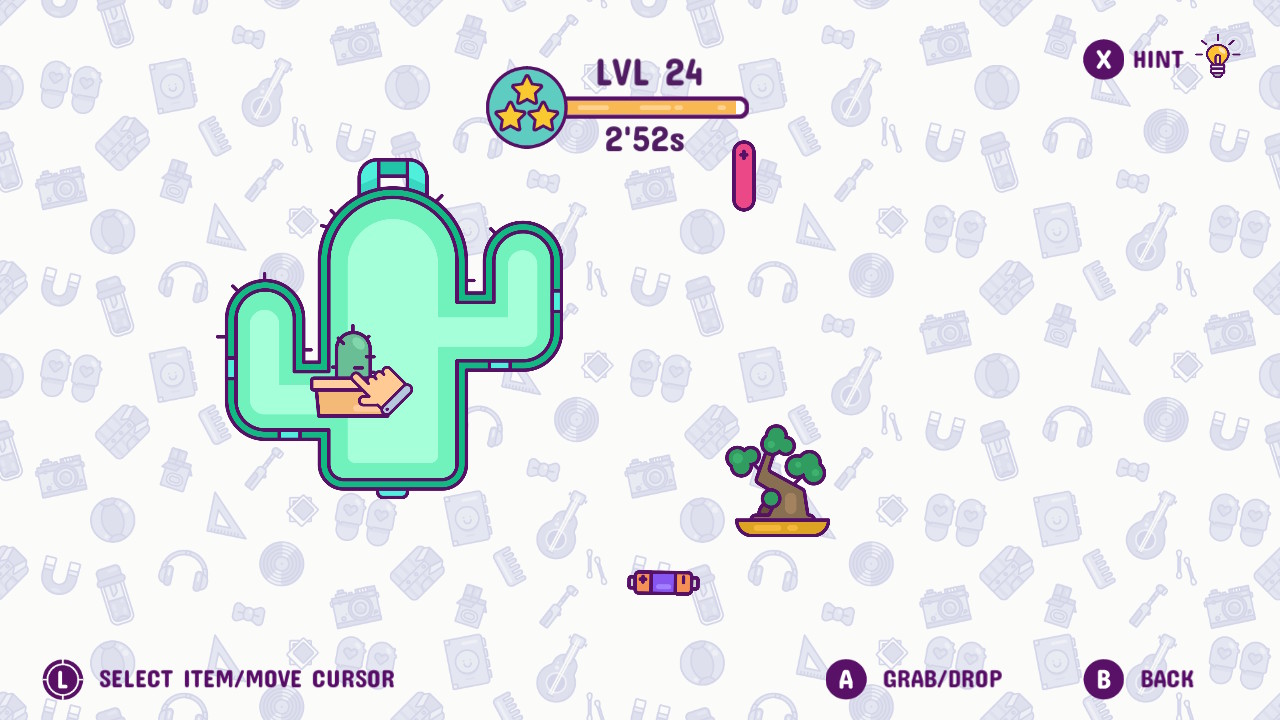 LVL 24
2'52s
X HINT
L SELECT ITEM/MOVE CURSOR
A GRAB/DROP
B BACK